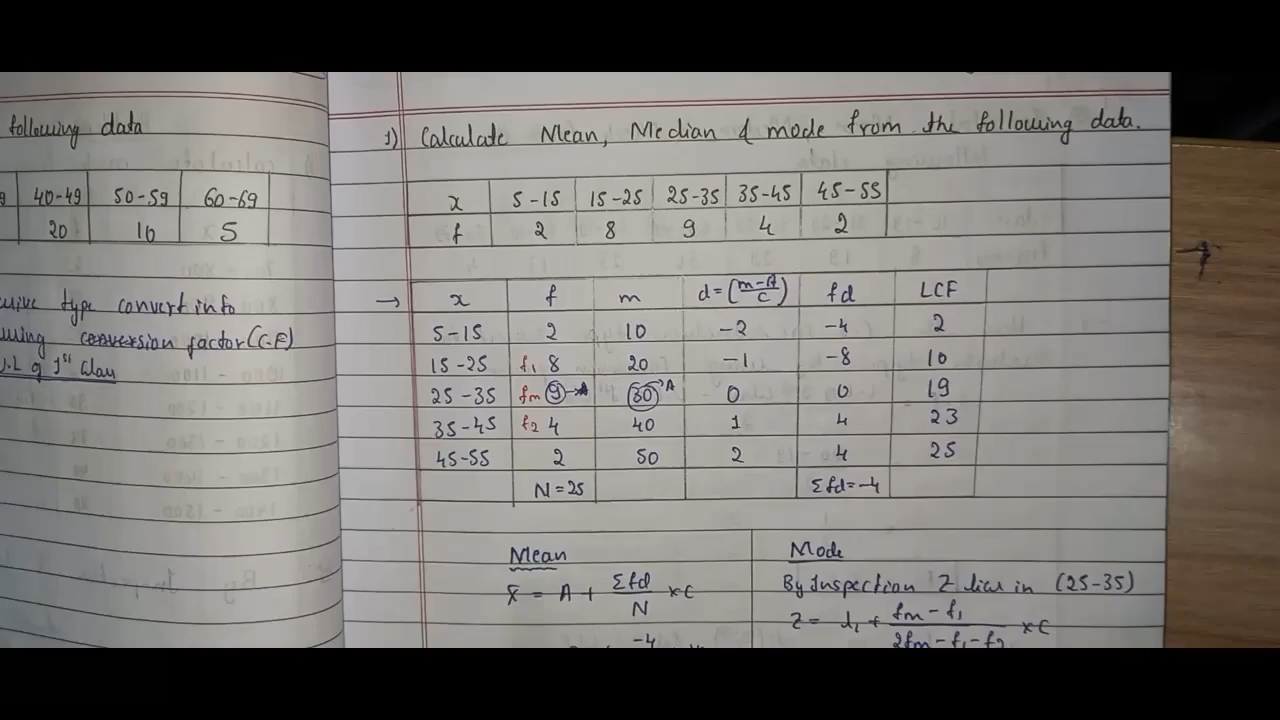 following data
40-49 50-59 60-69
20 10 5
type convert into
conversion factor (C.F)
of 1st Class
1) Calculate Mean, Median & mode from the following data.
x 5-15 15-25 25-35 35-45 45-55
f 2 8 9 4 2
→ x f m d=(m-A/C) fd LCF
5-15 2 10 -2 -4 2
15-25 f1 8 20 -1 -8 10
25-35 fm 9 30→A 0 0 19
35-45 f2 4 40 1 4 23
45-55 2 50 2 4 25
N=25 Σfd=-4
Mean
x̄ = A + Σfd/N ×C
-4
Mode
By Inspection Z lies in (25-35)
Z = l1 + fm-f1/2fm-f1-f2 ×C